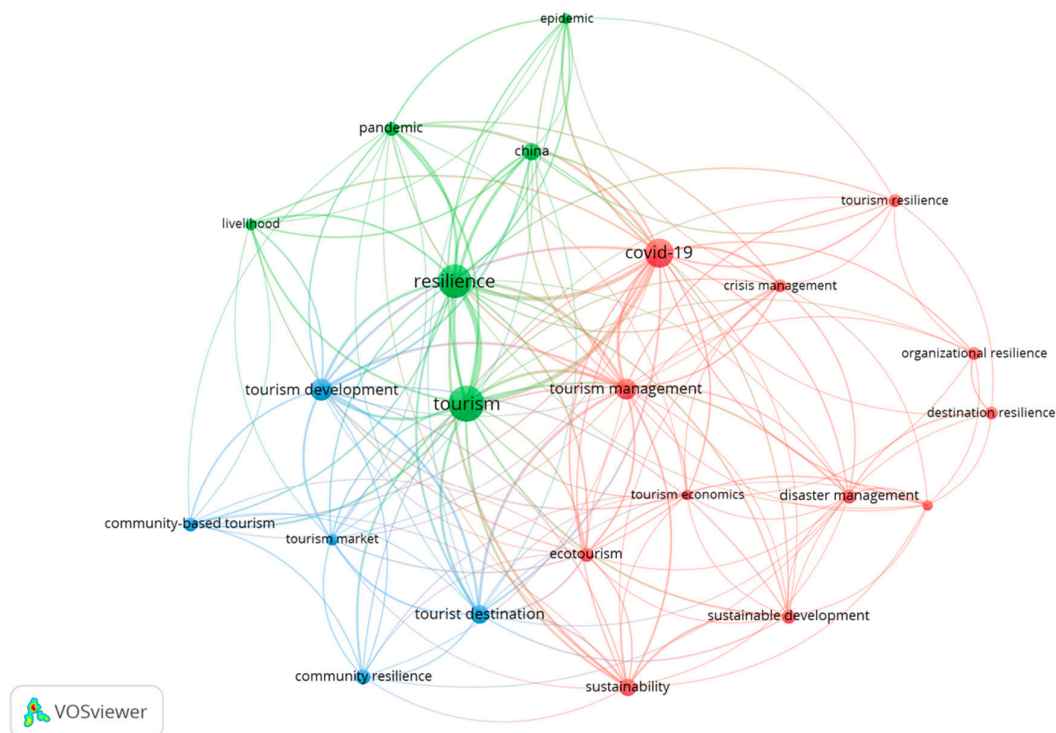 epidemic
pandemic
china
tourism resilience
livelihood
covid-19
resilience
crisis management
organizational resilience
tourism development
tourism management
tourism
destination resilience
tourism economics
disaster management
community-based tourism
tourism market
ecotourism
tourist destination
sustainable development
community resilience
sustainability
VOSviewer